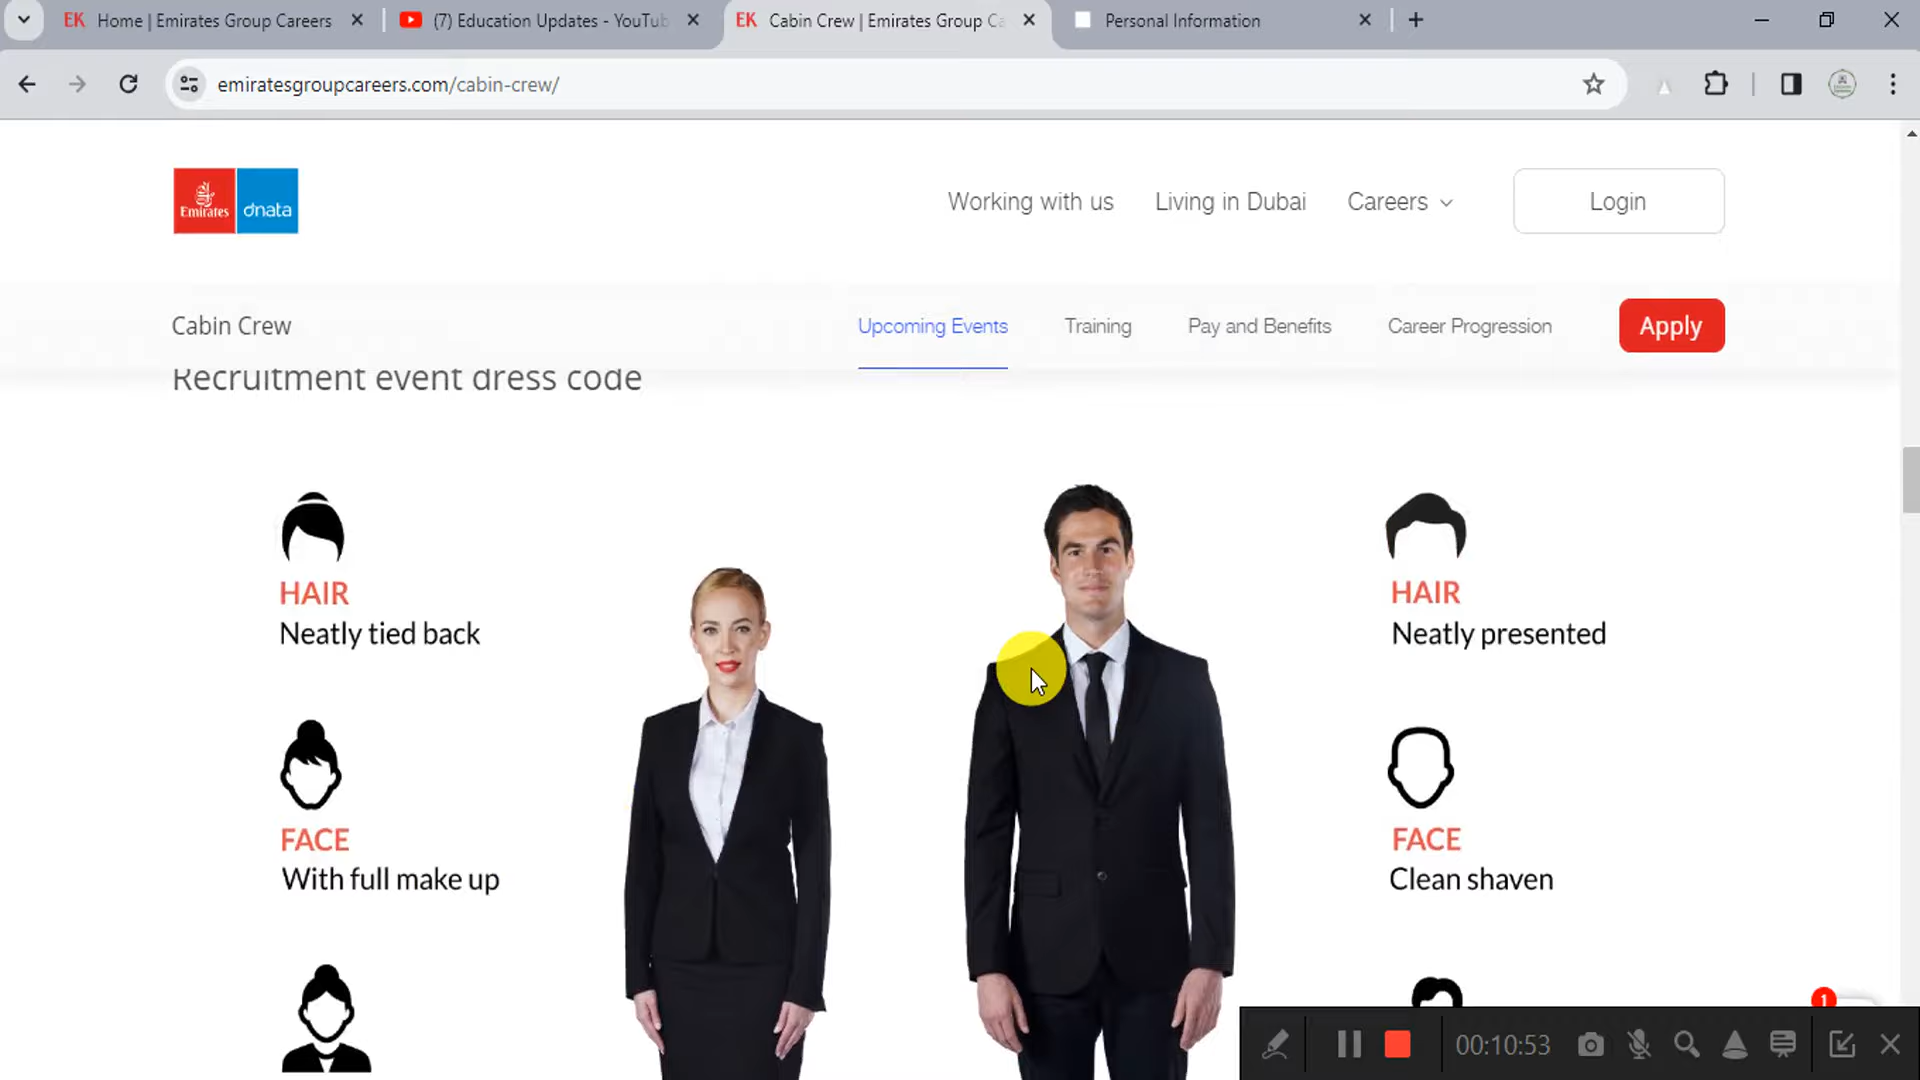 EK Home | Emirates Group Careers
(7) Education Updates - YouTub
EK Cabin Crew | Emirates Group Ca
Personal Information
emiratesgroupcareers.com/cabin-crew/
Emirates
dnata
Working with us
Living in Dubai
Careers
Login
Cabin Crew
Upcoming Events
Training
Pay and Benefits
Career Progression
Apply
Recruitment event dress code
HAIR
Neatly tied back
HAIR
Neatly presented
FACE
With full make up
FACE
Clean shaven
1
00:10:53